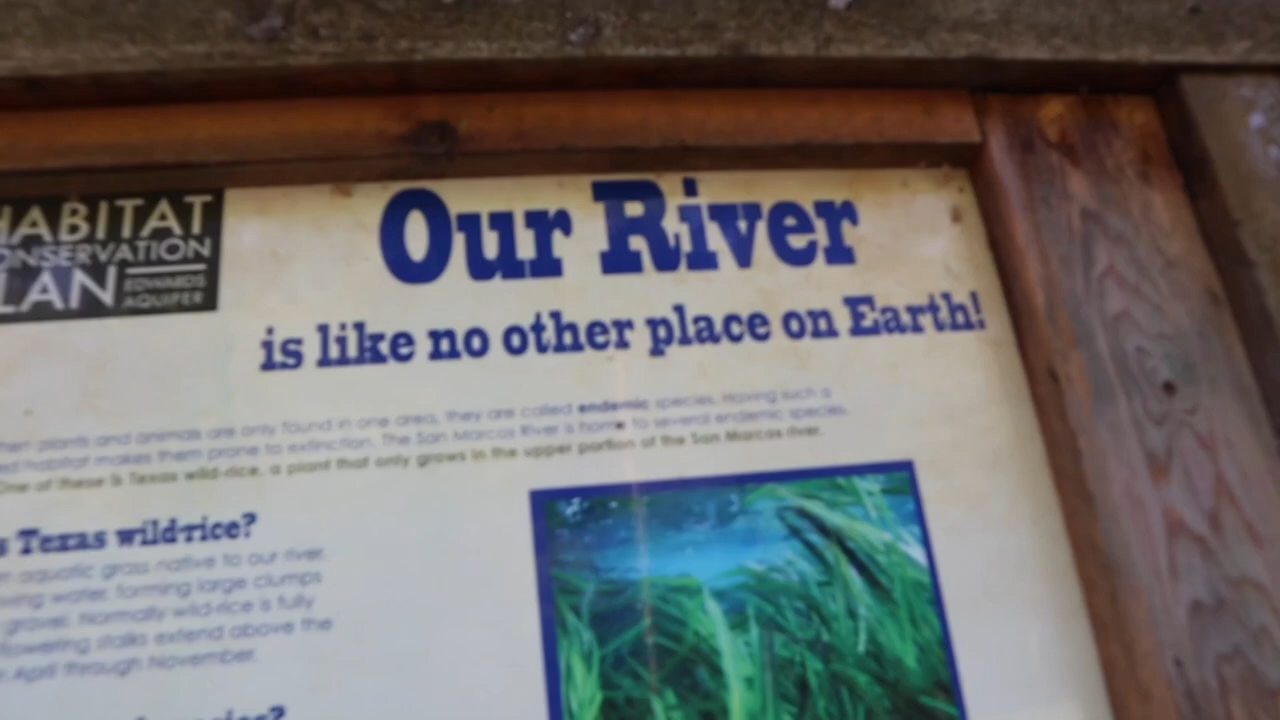 HABITAT
CONSERVATION
PLAN EDWARDS
AQUIFER
Our River
is like no other place on Earth!
When plants and animals are only found in one area, they are called endemic species. Having such a
habitat makes them prone to extinction. The San Marcos River is home to several endemic species.
One of these is Texas wild-rice, a plant that only grows in the upper portion of the San Marcos river.
s Texas wild-rice?
aquatic grass native to our river,
water, forming large clumps
gravel. Normally wild-rice is fully
flowering stalks extend above the
April through November.